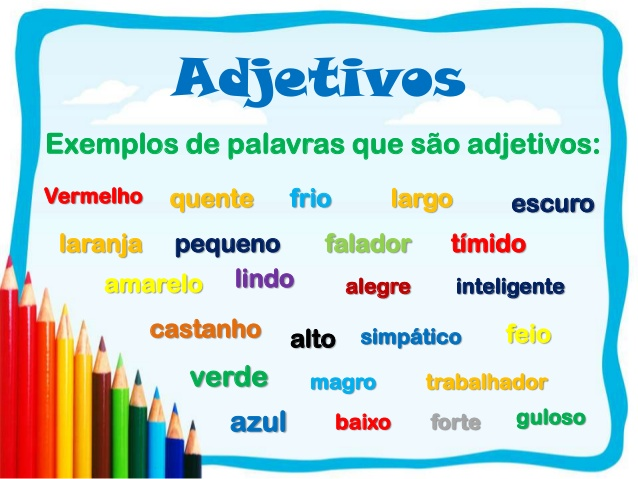 Adjetivos
Exemplos de palavras que são adjetivos:
Vermelho quente frio largo escuro
laranja pequeno falador tímido
amarelo lindo alegre inteligente
castanho alto simpático feio
verde magro trabalhador
azul baixo forte guloso